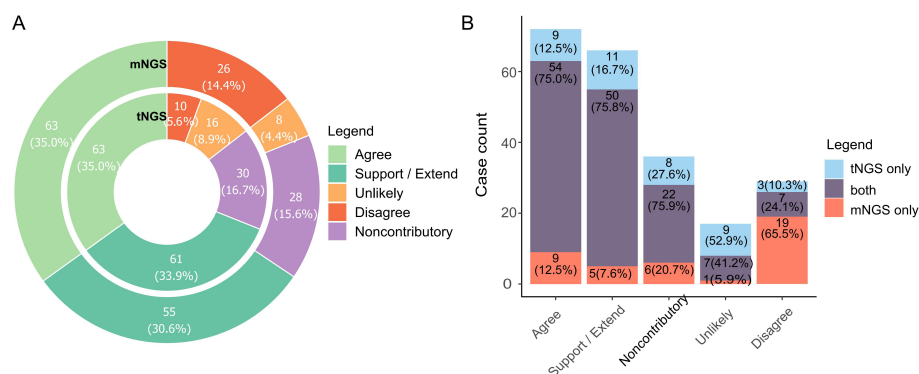 A
mNGS
26
(14.4%)
tNGS
10
(5.6%)
16
(8.9%)
8
(4.4%)
63
(35.0%)
63
(35.0%)
30
(16.7%)
28
(15.6%)
61
(33.9%)
55
(30.6%)
Legend
Agree
Support / Extend
Unlikely
Disagree
Noncontributory
B
Case count
60
40
20
0
9
(12.5%)
54
(75.0%)
9
(12.5%)
11
(16.7%)
50
(75.8%)
5(7.6%)
8
(27.6%)
22
(75.9%)
6(20.7%)
9
(52.9%)
7(41.2%)
1(5.9%)
3(10.3%)
7
(24.1%)
19
(65.5%)
Agree
Support / Extend
Noncontributory
Unlikely
Disagree
Legend
tNGS only
both
mNGS only